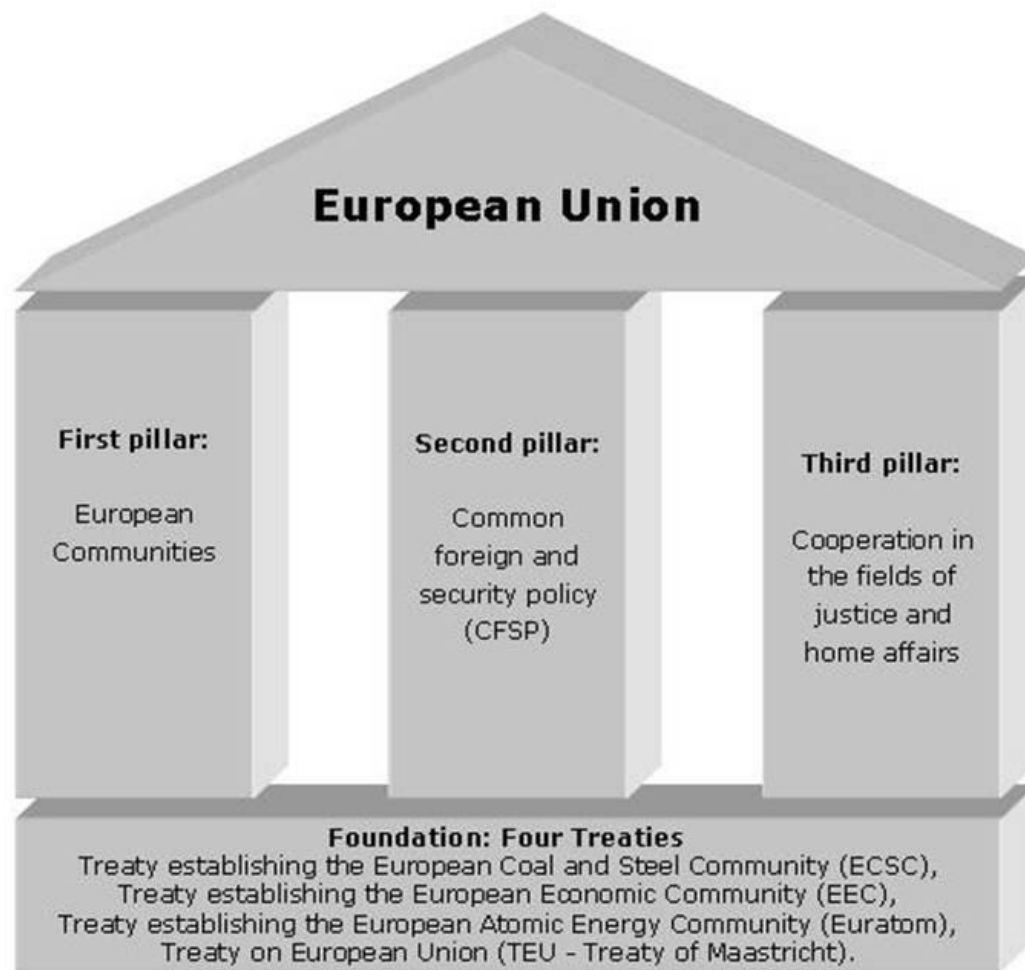 European Union
First pillar:
European
Communities
Second pillar:
Common
foreign and
security policy
(CFSP)
Third pillar:
Cooperation in
the fields of
justice and
home affairs
Foundation: Four Treaties
Treaty establishing the European Coal and Steel Community (ECSC),
Treaty establishing the European Economic Community (EEC),
Treaty establishing the European Atomic Energy Community (Euratom),
Treaty on European Union (TEU - Treaty of Maastricht).